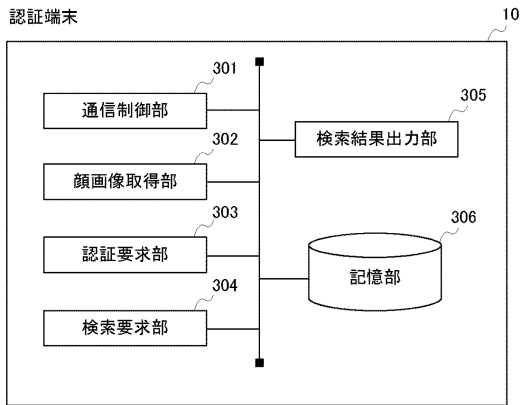 認証端末
10
301
通信制御部
302
顔画像取得部
303
認証要求部
304
検索要求部
305
検索結果出力部
306
記憶部